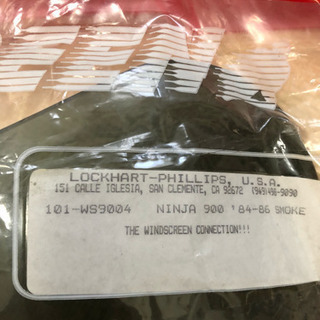 LOCKHART-PHILLIPS, U.S.A.
151 CALLE IGLESIA, SAN CLEMENTE, CA 92672 (949)498-9090
101-WS9004 NINJA 900 '84-86 SMOKE
THE WINDSCREEN CONNECTION!!!